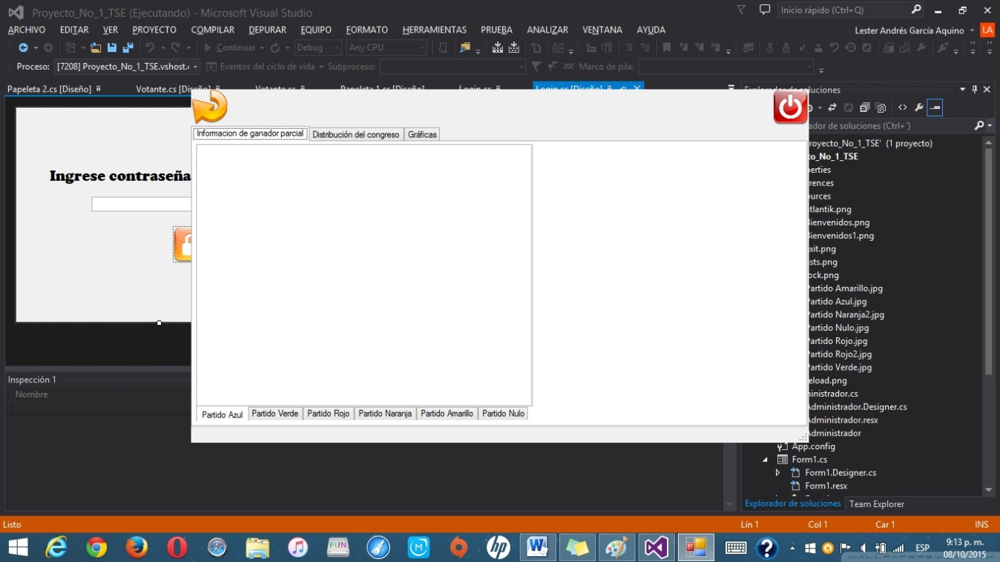 Proyecto_No_1_TSE (Ejecutando) - Microsoft Visual Studio
Inicio rápido (Ctrl+Q)
ARCHIVO EDITAR VER PROYECTO COMPILAR DEPURAR EQUIPO FORMATO HERRAMIENTAS PRUEBA ANALIZAR VENTANA AYUDA
Lester Andrés García Aquino LA
Continuar Debug Any CPU
Proceso: [7208] Proyecto_No_1_TSE.vshost. Eventos del ciclo de vida Subproceso: Marco de pila:
Papeleta 2.cs [Diseño] Votante.cs [Diseño] Votante.cs Papeleta 1.cs [Diseño] Login.cs Login.cs [Diseño]
Explorador de soluciones
ador de soluciones (Ctrl+´)
Informacion de ganador parcial Distribución del congreso Gráficas
royecto_No_1_TSE' (1 proyecto)
to_No_1_TSE
erties
rences
urces
tlantik.png
Bienvenidos.png
Bienvenidos1.png
xit.png
sts.png
ock.png
Partido Amarillo.jpg
Partido Azul.jpg
Partido Naranja2.jpg
Partido Nulo.jpg
Partido Rojo.jpg
Partido Rojo2.jpg
Partido Verde.jpg
eload.png
ministrador.cs
Administrador.Designer.cs
Administrador.resx
Administrador
App.config
Form1.cs
Form1.Designer.cs
Form1.resx
Ingrese contraseña
Partido Azul Partido Verde Partido Rojo Partido Naranja Partido Amarillo Partido Nulo
Inspección 1
Nombre
Explorador de soluciones Team Explorer
Listo
Lín 1 Col 1 Car 1 INS
FUN
hp
ESP
9:13 p. m.
08/10/2015